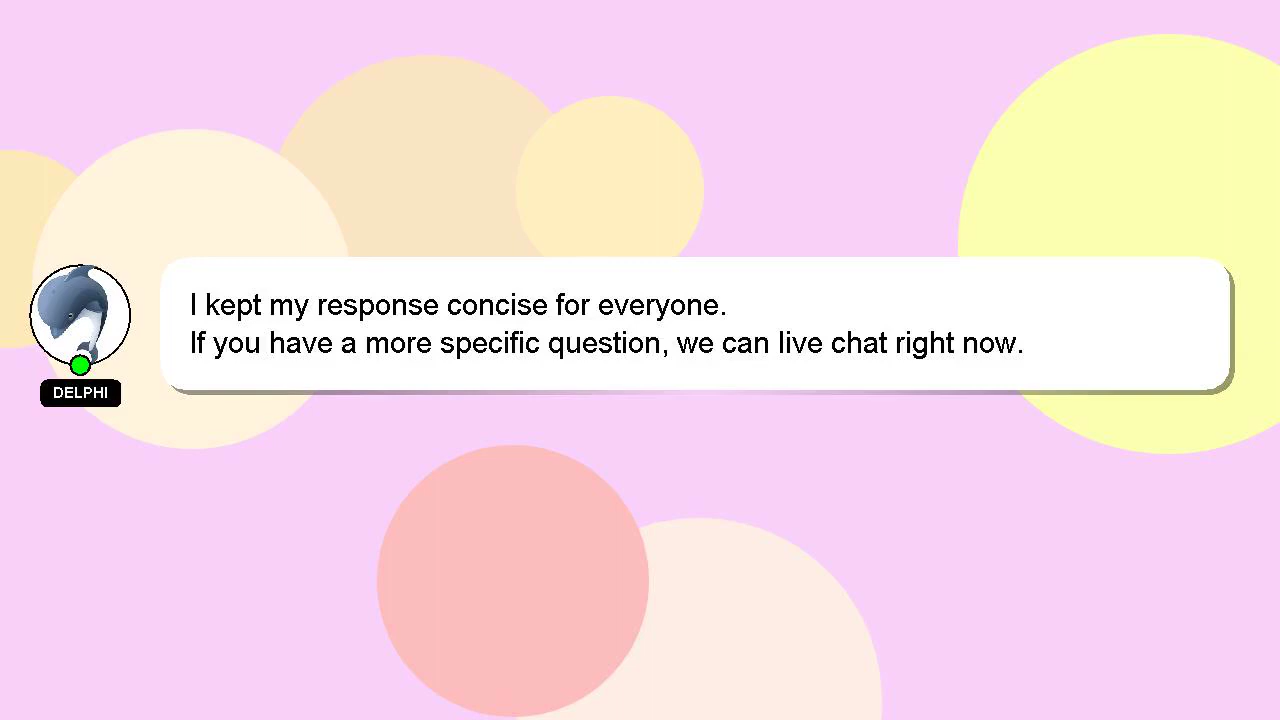 I kept my response concise for everyone.
If you have a more specific question, we can live chat right now.
DELPHI